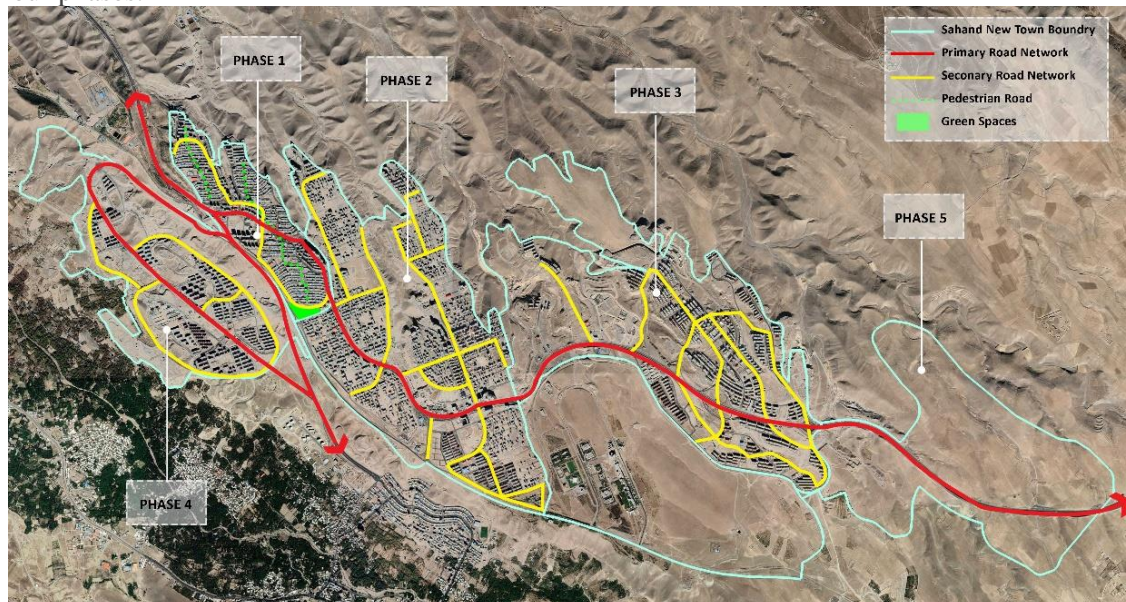 PHASE 1
PHASE 2
PHASE 3
PHASE 5
PHASE 4
Sahand New Town Boundry
Primary Road Network
Seconary Road Network
Pedestrian Road
Green Spaces